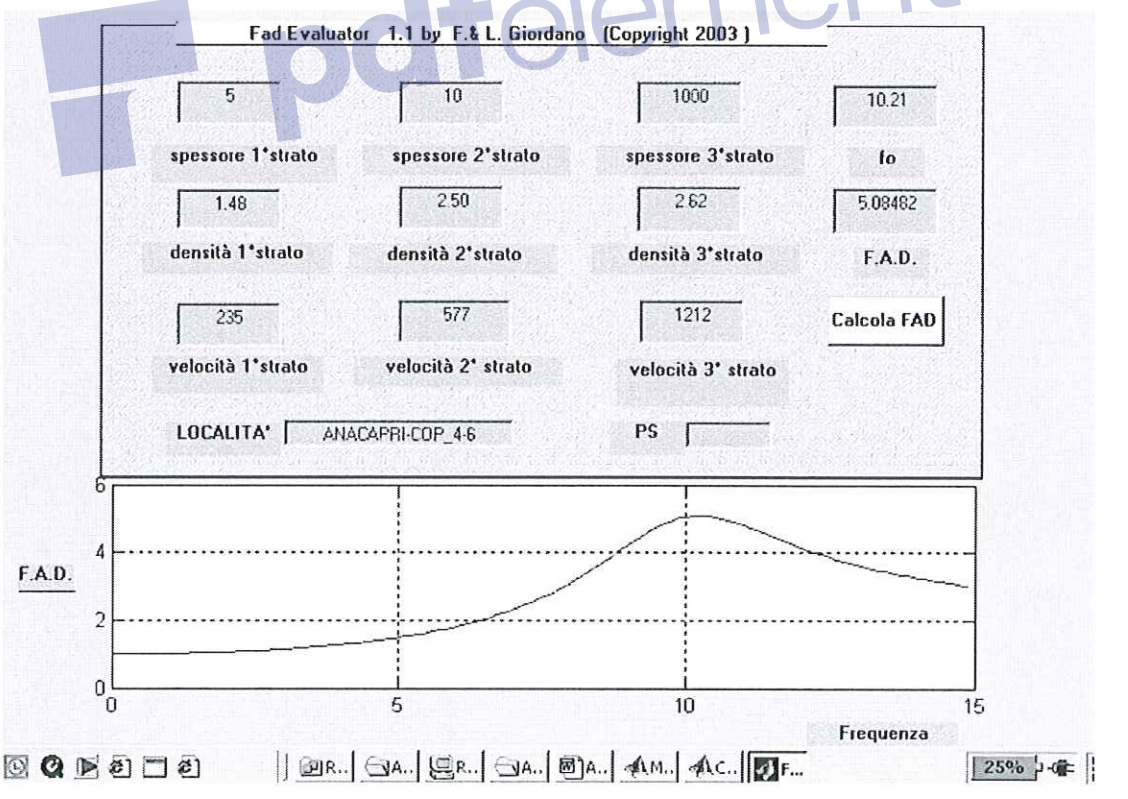 pdfelement
Fad Evaluator 1.1 by F.& L. Giordano (Copyright 2003 )
5 10 1000 10.21
spessore 1°strato spessore 2°strato spessore 3°strato fo
1.48 2.50 2.62 5.08482
densità 1°strato densità 2°strato densità 3°strato F.A.D.
235 577 1212 Calcola FAD
velocità 1°strato velocità 2° strato velocità 3° strato
LOCALITA' ANACAPRI-COP_4-6 PS
6
4
F.A.D.
2
0
0 5 10 15
Frequenza
R... A... R... A... A... M... C... F... 25%